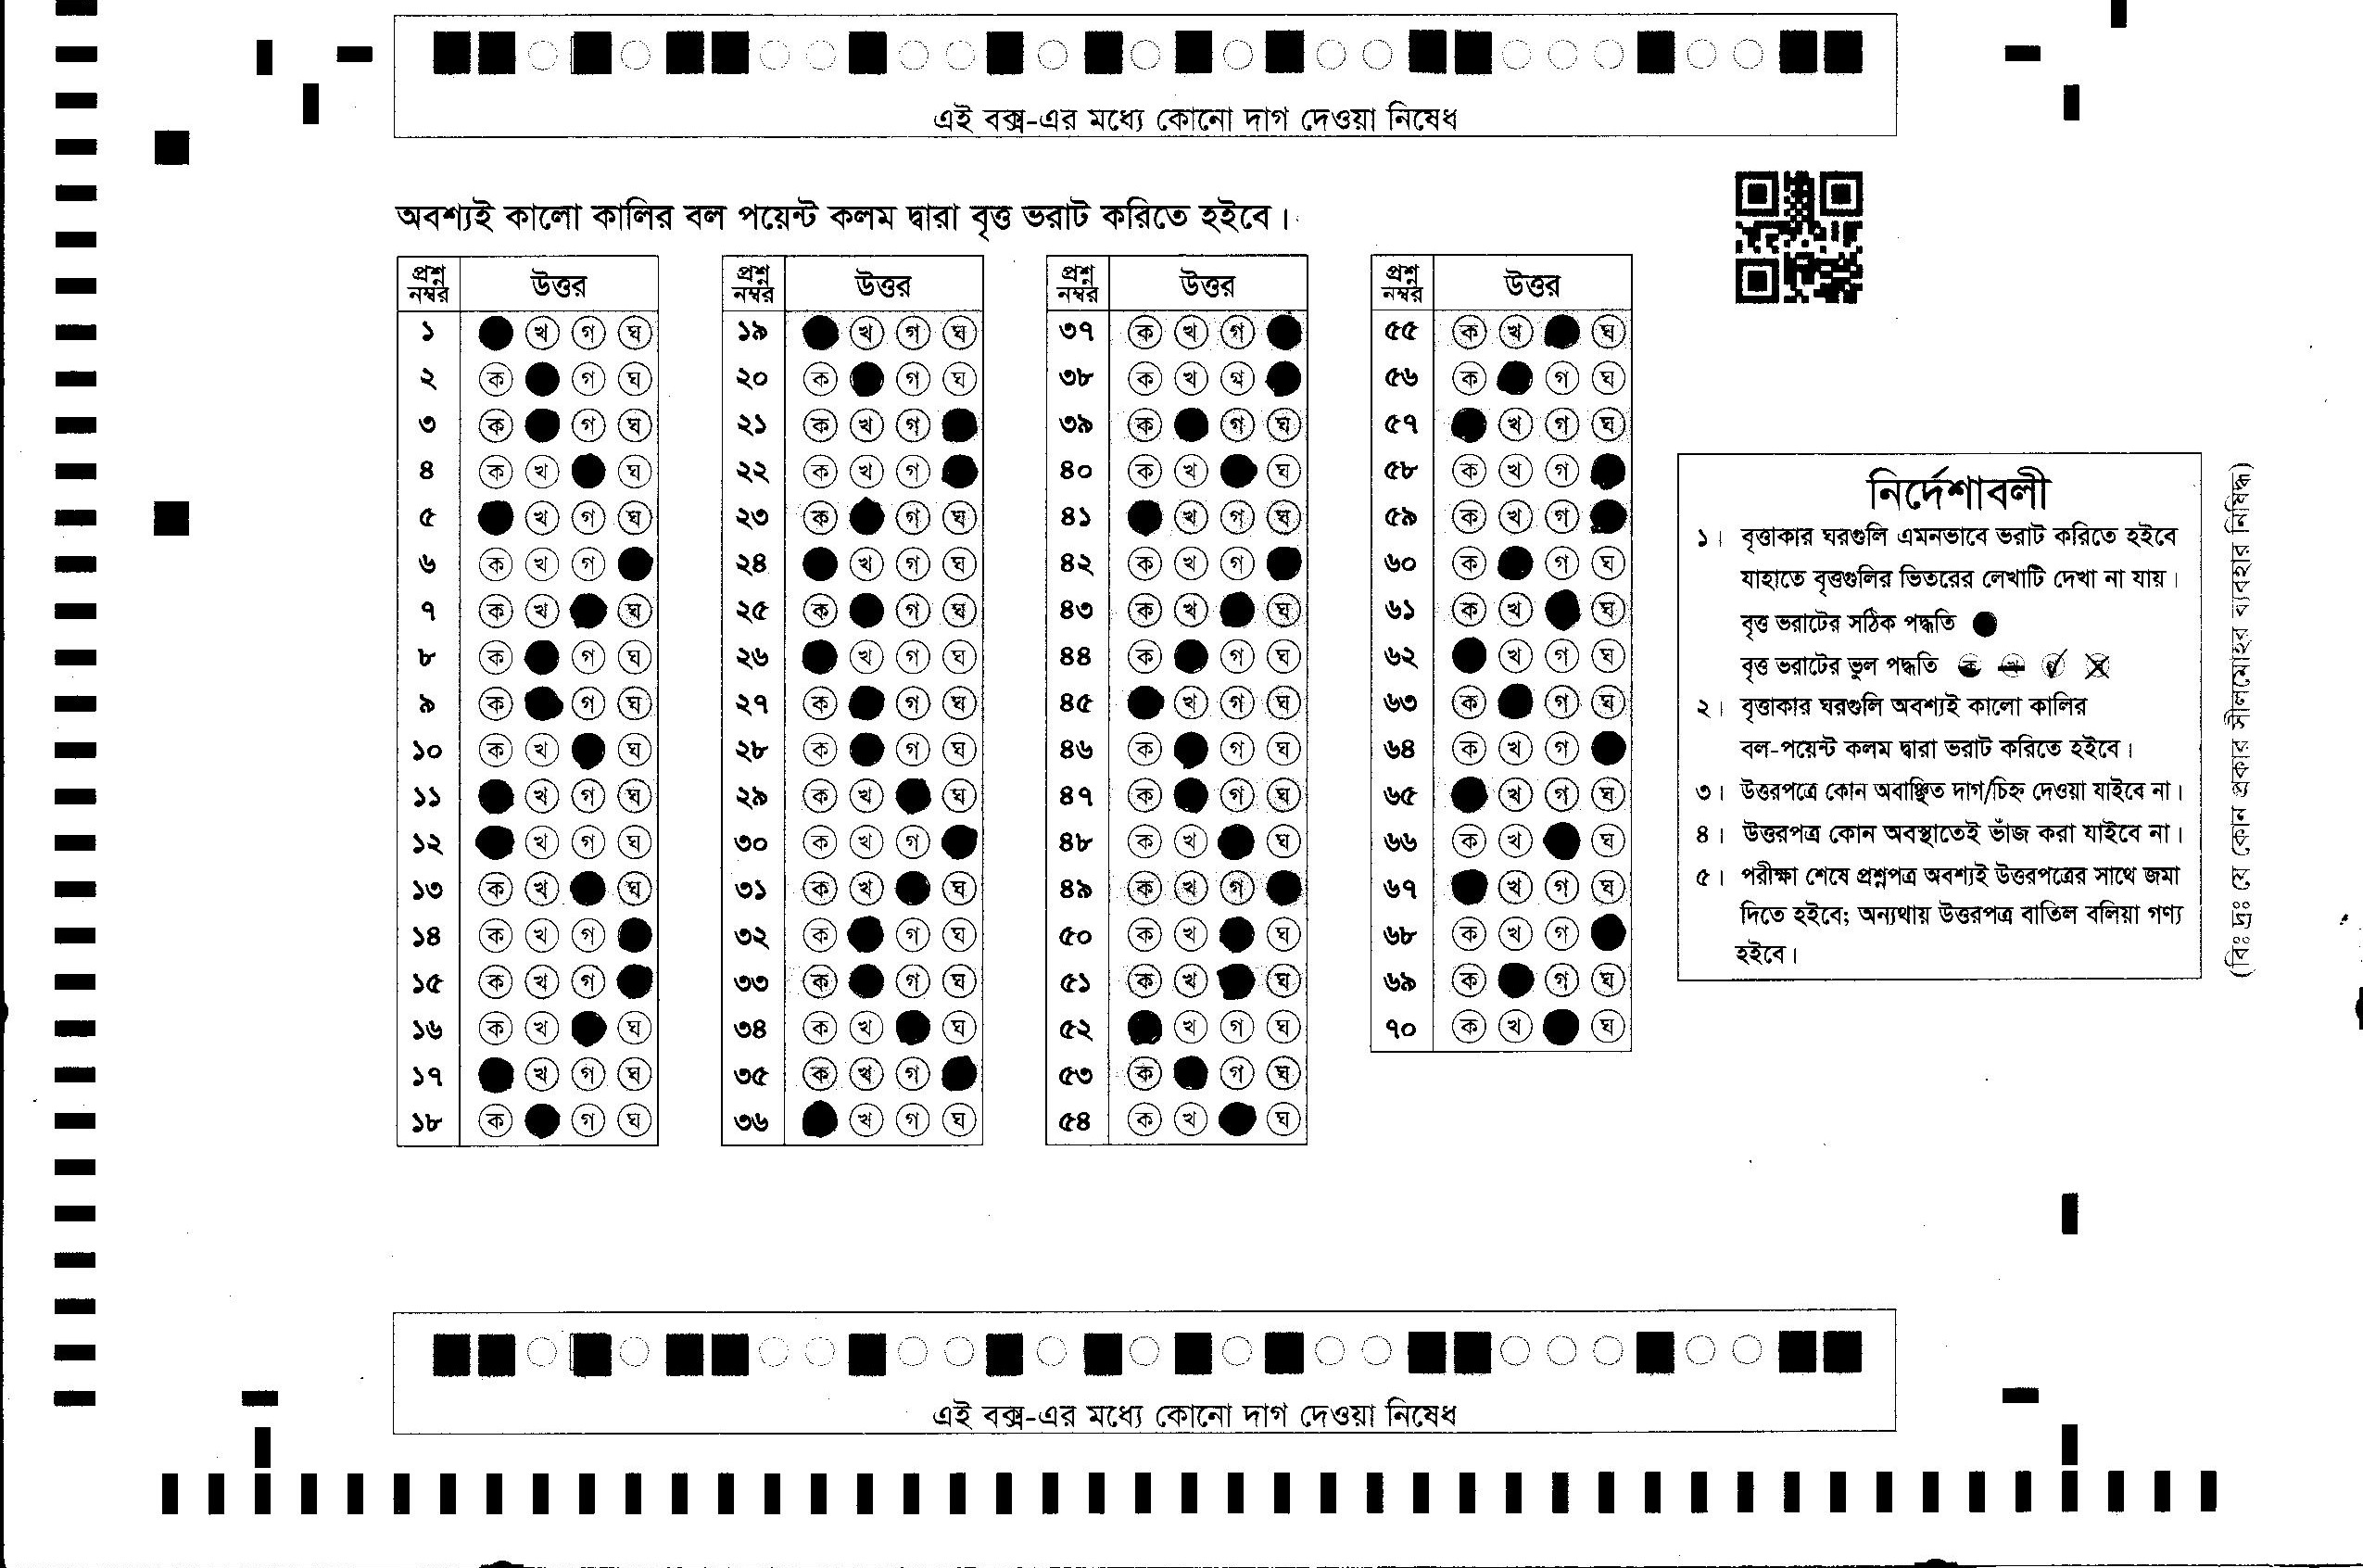 এই বক্স-এর মধ্যে কোনো দাগ দেওয়া নিষেধ
অবশ্যই কালো কালির বল পয়েন্ট কলম দ্বারা বৃত্ত ভরাট করিতে হইবে।
প্রশ্ন নম্বর উত্তর
১ খ গ ঘ
২ ক গ ঘ
৩ ক গ ঘ
৪ ক খ ঘ
৫ খ গ ঘ
৬ ক খ গ
৭ ক খ ঘ
৮ ক গ ঘ
৯ ক গ ঘ
১০ ক খ ঘ
১১ খ গ ঘ
১২ খ গ ঘ
১৩ ক খ ঘ
১৪ ক খ গ
১৫ ক খ গ
১৬ ক খ ঘ
১৭ খ গ ঘ
১৮ ক গ ঘ
প্রশ্ন নম্বর উত্তর
১৯ খ গ ঘ
২০ ক গ ঘ
২১ ক খ গ
২২ ক খ গ
২৩ ক গ ঘ
২৪ খ গ ঘ
২৫ ক গ ঘ
২৬ খ গ ঘ
২৭ ক গ ঘ
২৮ ক গ ঘ
২৯ ক খ ঘ
৩০ ক খ গ
৩১ ক খ ঘ
৩২ ক গ ঘ
৩৩ ক গ ঘ
৩৪ ক খ ঘ
৩৫ ক খ গ
৩৬ খ গ ঘ
প্রশ্ন নম্বর উত্তর
৩৭ ক খ গ
৩৮ ক খ গ
৩৯ ক গ ঘ
৪০ ক খ ঘ
৪১ খ গ ঘ
৪২ ক খ গ
৪৩ ক খ ঘ
৪৪ ক গ ঘ
৪৫ খ গ ঘ
৪৬ ক গ ঘ
৪৭ ক গ ঘ
৪৮ ক খ ঘ
৪৯ ক খ গ
৫০ ক খ ঘ
৫১ ক খ ঘ
৫২ খ গ ঘ
৫৩ ক গ ঘ
৫৪ ক খ ঘ
প্রশ্ন নম্বর উত্তর
৫৫ ক খ ঘ
৫৬ ক গ ঘ
৫৭ খ গ ঘ
৫৮ ক খ গ
৫৯ ক খ গ
৬০ ক গ ঘ
৬১ ক খ ঘ
৬২ খ গ ঘ
৬৩ ক গ ঘ
৬৪ ক খ গ
৬৫ খ গ ঘ
৬৬ ক খ ঘ
৬৭ খ গ ঘ
৬৮ ক খ গ
৬৯ ক গ ঘ
৭০ ক খ ঘ
নির্দেশাবলী
১। বৃত্তাকার ঘরগুলি এমনভাবে ভরাট করিতে হইবে
যাহাতে বৃত্তগুলির ভিতরের লেখাটি দেখা না যায়।
বৃত্ত ভরাটের সঠিক পদ্ধতি
বৃত্ত ভরাটের ভুল পদ্ধতি
২। বৃত্তাকার ঘরগুলি অবশ্যই কালো কালির
বল-পয়েন্ট কলম দ্বারা ভরাট করিতে হইবে।
৩। উত্তরপত্রে কোন অবাঞ্ছিত দাগ/চিহ্ন দেওয়া যাইবে না।
৪। উত্তরপত্র কোন অবস্থাতেই ভাঁজ করা যাইবে না।
৫। পরীক্ষা শেষে প্রশ্নপত্র অবশ্যই উত্তরপত্রের সাথে জমা
দিতে হইবে; অন্যথায় উত্তরপত্র বাতিল বলিয়া গণ্য
হইবে।
(বিঃ দ্রঃ যে কোন প্রকার সীলমোহর ব্যবহার নিষিদ্ধ)
এই বক্স-এর মধ্যে কোনো দাগ দেওয়া নিষেধ